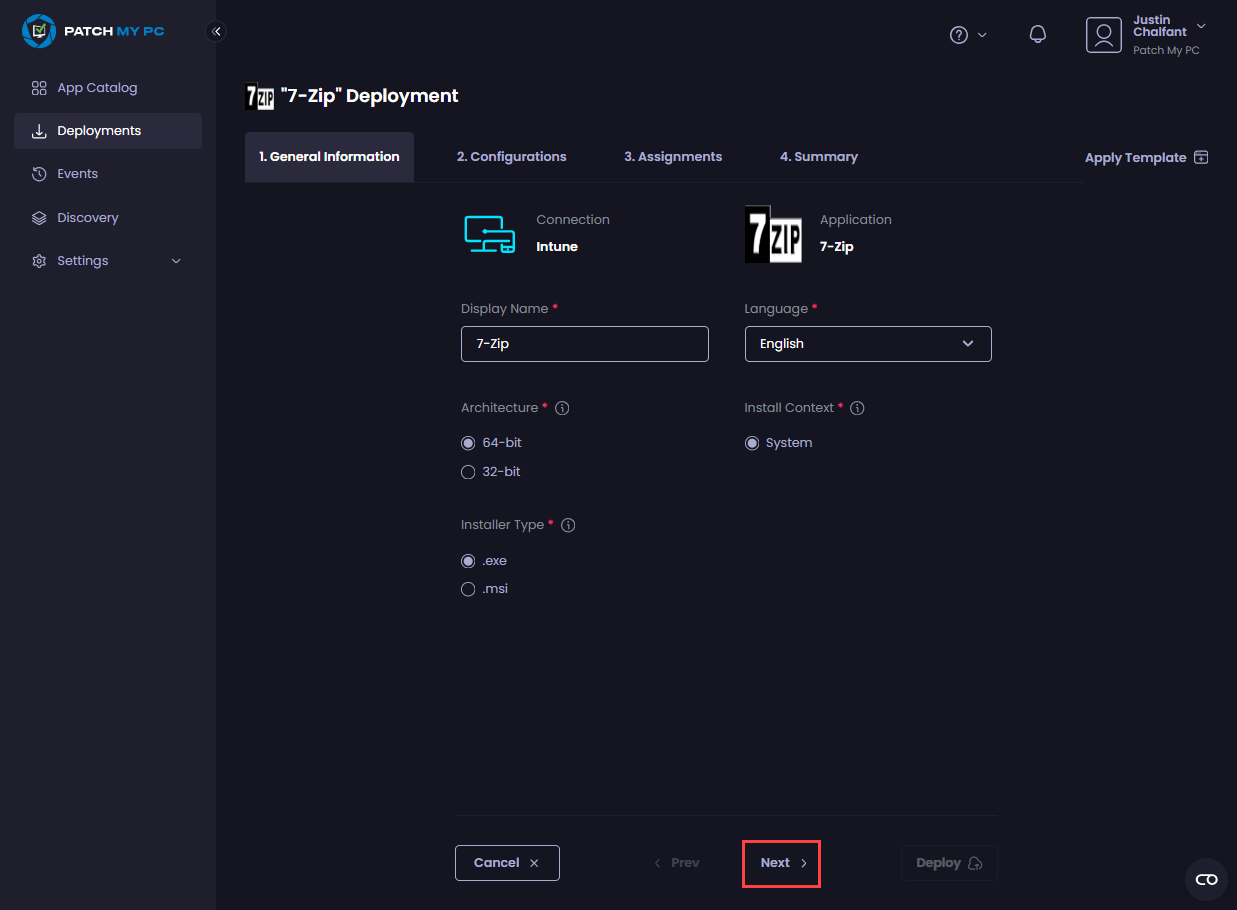 PATCH MY PC
Justin
Chalfant
Patch My PC
App Catalog
Deployments
Events
Discovery
Settings
7ZIP "7-Zip" Deployment
1. General Information 2. Configurations 3. Assignments 4. Summary Apply Template
Connection
Intune
7ZIP
Application
7-Zip
Display Name * Language *
7-Zip English
Architecture * Install Context *
64-bit System
32-bit
Installer Type *
.exe
.msi
Cancel Prev Next Deploy